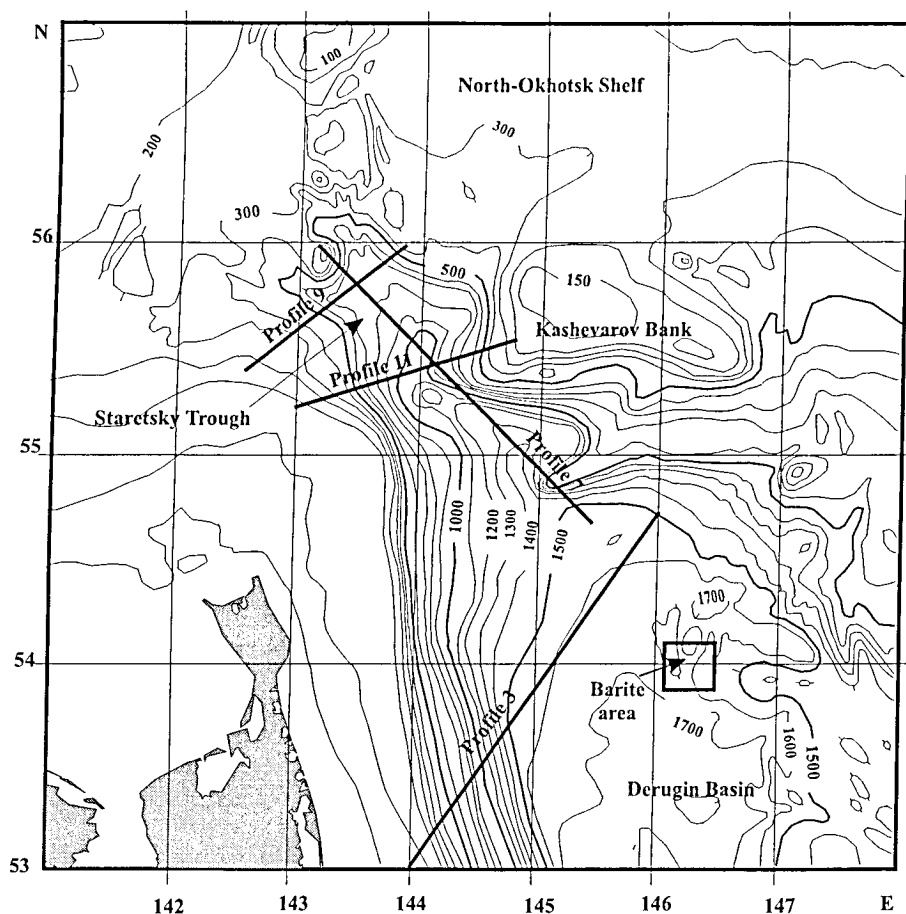 N
100
North-Okhotsk Shelf
200
300
300
56
500
150
Profile 9
Kashevarov Bank
Profile 11
Staretsky Trough
55
Profile 7
1000
1200
1300
1400
1500
1700
54
Barite
area
Profile 3
1700
1600
1500
Derugin Basin
53
142
143
144
145
146
147
E